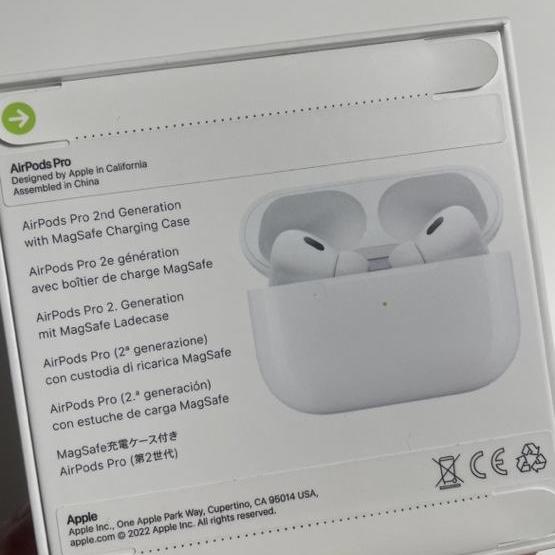 AirPods Pro
Designed by Apple in California
Assembled in China
AirPods Pro 2nd Generation
with MagSafe Charging Case
AirPods Pro 2e génération
avec boîtier de charge MagSafe
AirPods Pro 2. Generation
mit MagSafe Ladecase
AirPods Pro (2ª generazione)
con custodia di ricarica MagSafe
AirPods Pro (2.ª generación)
con estuche de carga MagSafe
MagSafe充電ケース付き
AirPods Pro (第2世代)
CE
Apple
Apple Inc., One Apple Park Way, Cupertino, CA 95014 USA,
apple.com © 2022 Apple Inc. All rights reserved.